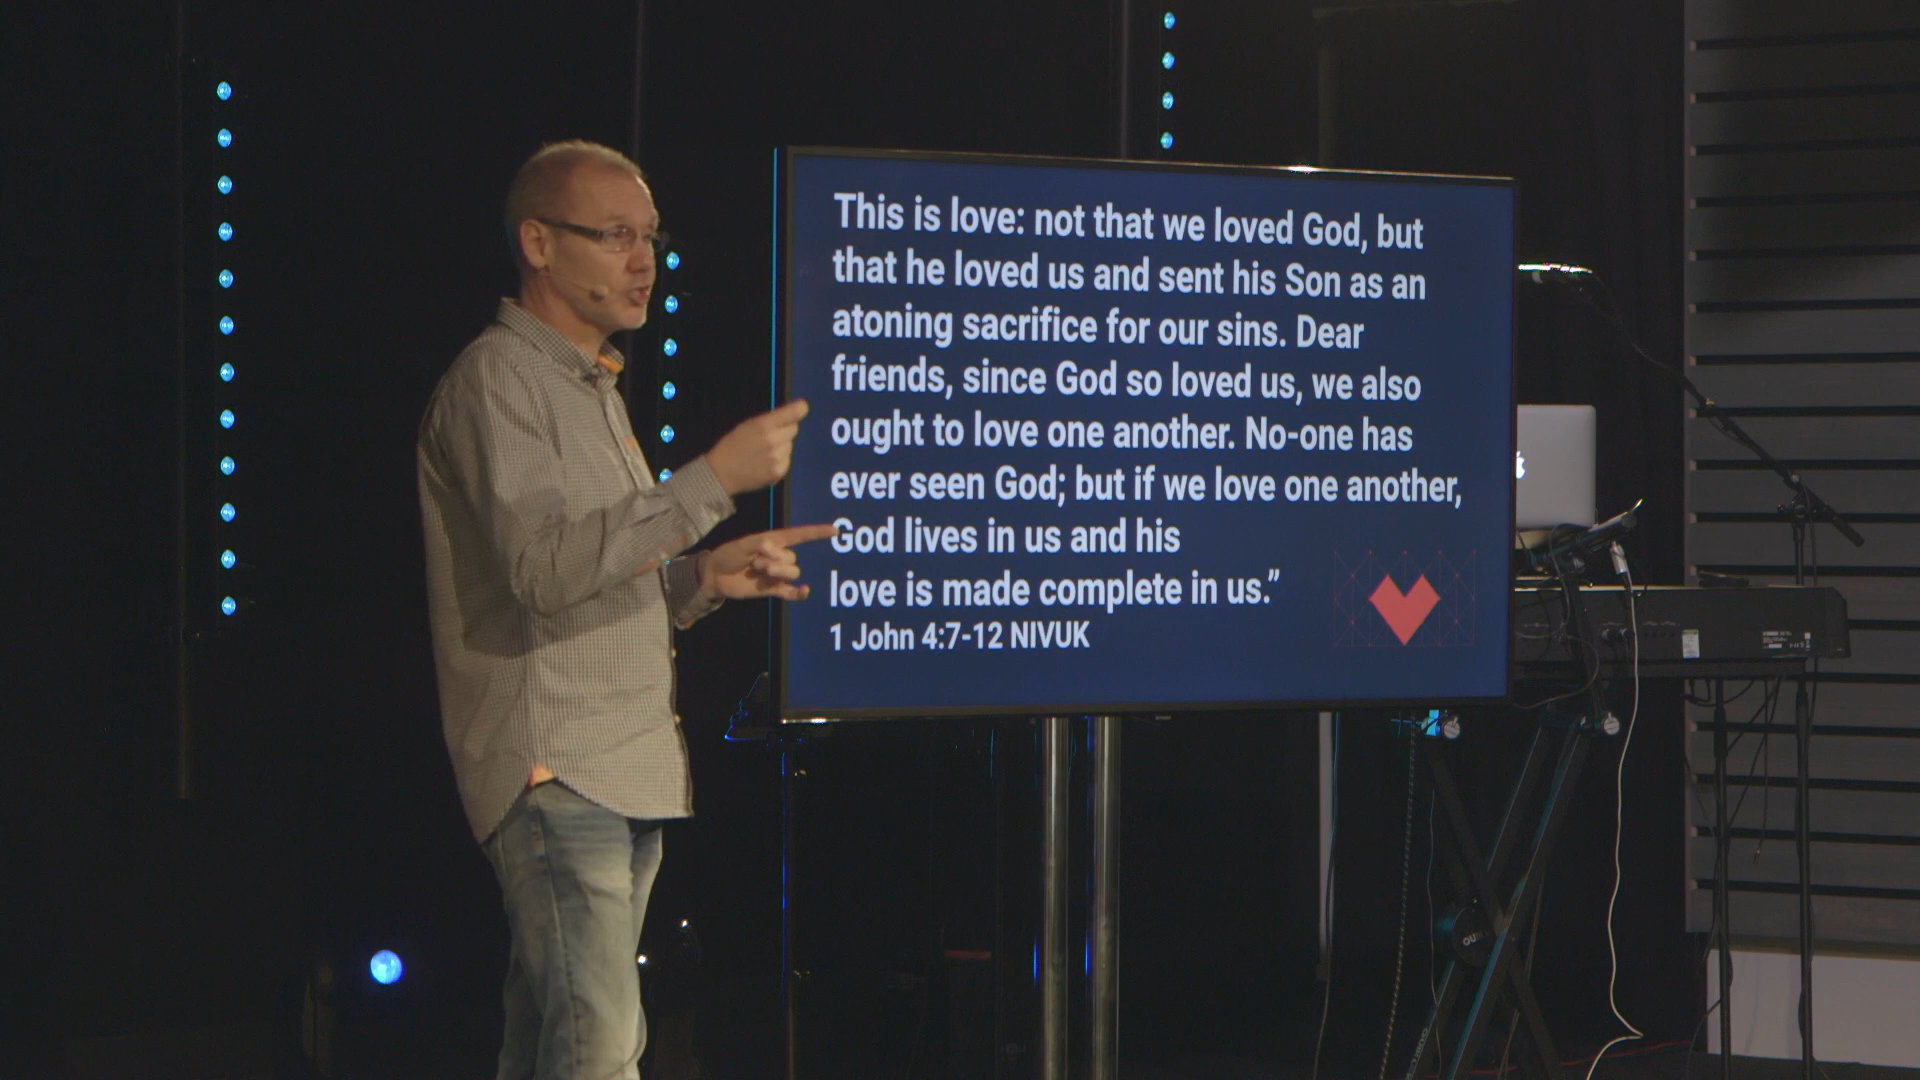 This is love: not that we loved God, but
that he loved us and sent his Son as an
atoning sacrifice for our sins. Dear
friends, since God so loved us, we also
ought to love one another. No-one has
ever seen God; but if we love one another,
God lives in us and his
love is made complete in us.”
1 John 4:7-12 NIVUK